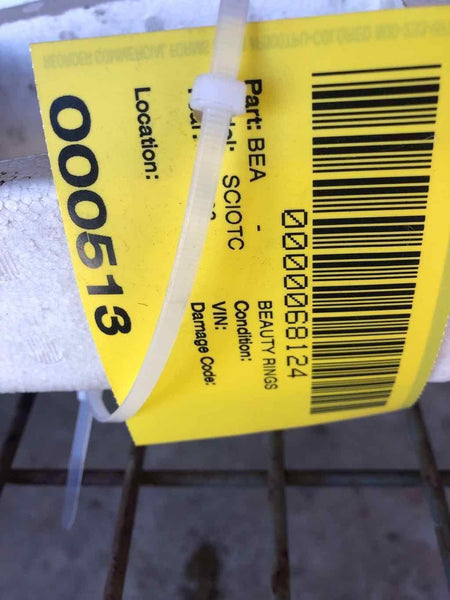 0000068124
Part: BEA - BEAUTY RINGS
SCIOTC Condition:
VIN:
Damage Code:
Location:
000513